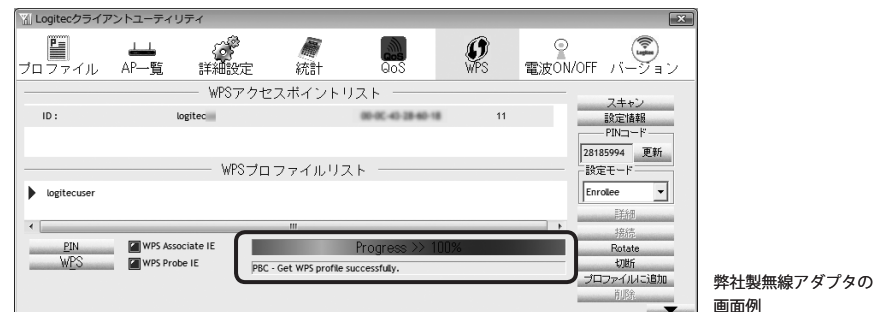 Logitecクライアントユーティリティ
プロファイル AP一覧 詳細設定 統計 QoS WPS 電波ON/OFF バージョン
WPSアクセスポイントリスト
スキャン
設定情報
ID : logitec 11
PINコード
28185994 更新
WPSプロファイルリスト
設定モード
logitecuser
Enrollee
詳細
接続
PIN WPS Associate IE Progress >> 100% Rotate
WPS WPS Probe IE PBC - Get WPS profile successfully. 切断
プロファイルに追加
削除
弊社製無線アダプタの
画面例